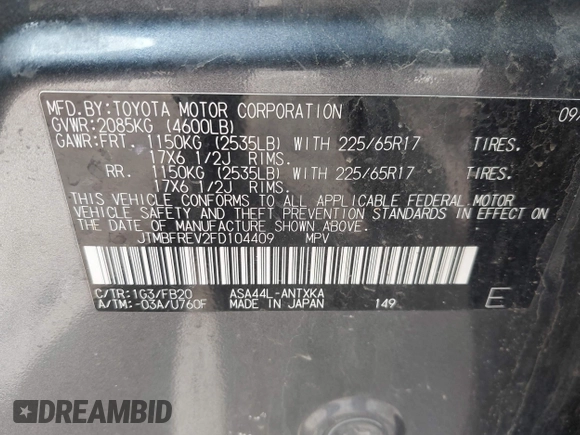 MFD.BY:TOYOTA MOTOR CORPORATION 09/
GVWR:2085KG (4600LB)
GAWR:FRT. 1150KG (2535LB) WITH 225/65R17 TIRES.
17X6 1/2J RIMS.
RR. 1150KG (2535LB) WITH 225/65R17 TIRES.
17X6 1/2J RIMS.
THIS VEHICLE CONFORMS TO ALL APPLICABLE FEDERAL MOTOR
VEHICLE SAFETY AND THEFT PREVENTION STANDARDS IN EFFECT ON
THE DATE OF MANUFACTURE SHOWN ABOVE.
JTMBFREV2FD104409 MPV
C/TR:1G3/FB20 ASA44L-ANTXKA
A/TM:-03A/U760F MADE IN JAPAN 149 E
DREAMBID